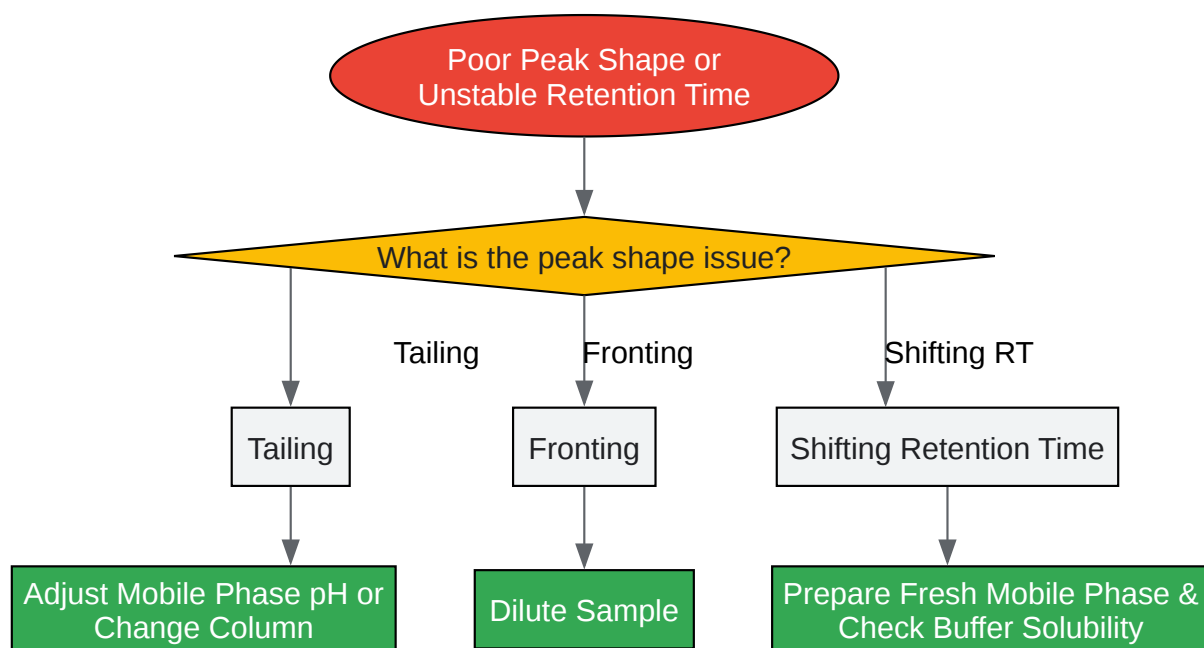 Poor Peak Shape or
Unstable Retention Time
What is the peak shape issue?
Tailing
Fronting
Shifting RT
Tailing
Fronting
Shifting Retention Time
Adjust Mobile Phase pH or
Change Column
Dilute Sample
Prepare Fresh Mobile Phase &
Check Buffer Solubility